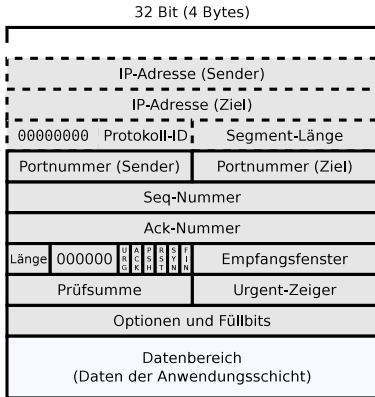 32 Bit (4 Bytes)
IP-Adresse (Sender)
IP-Adresse (Ziel)
00000000 Protokoll-ID Segment-Länge
Portnummer (Sender) Portnummer (Ziel)
Seq-Nummer
Ack-Nummer
Länge 000000 URG ACK PSH RST SYN FIN Empfangsfenster
Prüfsumme Urgent-Zeiger
Optionen und Füllbits
Datenbereich
(Daten der Anwendungsschicht)